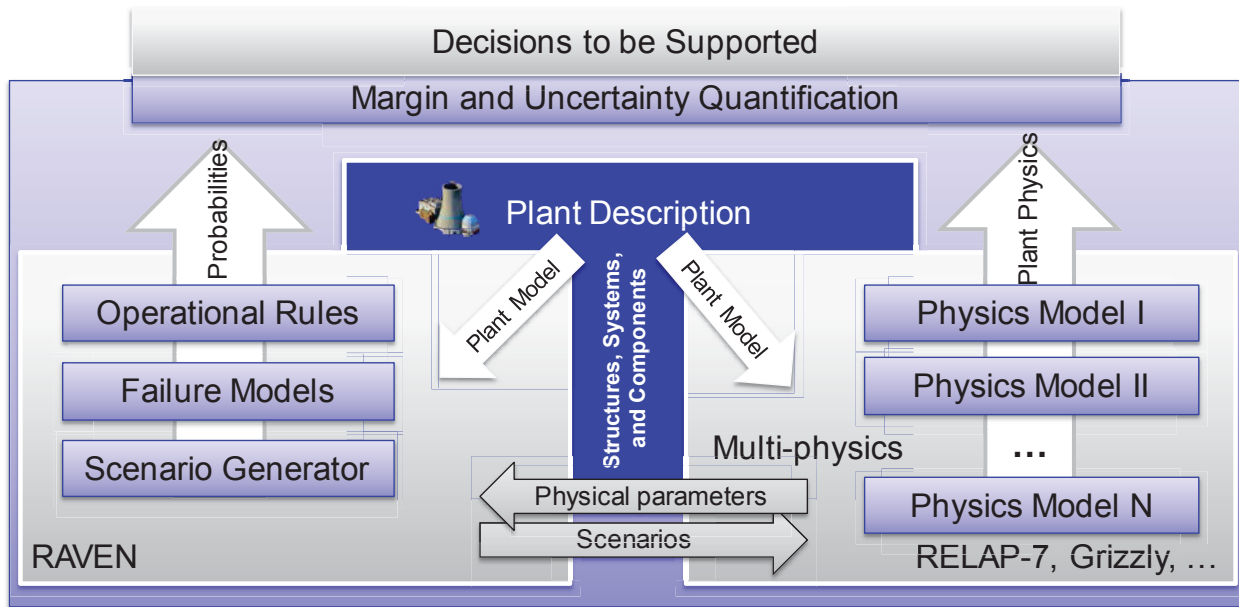 Decisions to be Supported
Margin and Uncertainty Quantification
Probabilities
Plant Description
Plant Physics
Plant Model
Structures, Systems,
and Components
Plant Model
Operational Rules
Failure Models
Scenario Generator
Physics Model I
Physics Model II
Multi-physics
...
Physics Model N
Physical parameters
Scenarios
RAVEN
RELAP-7, Grizzly, ...